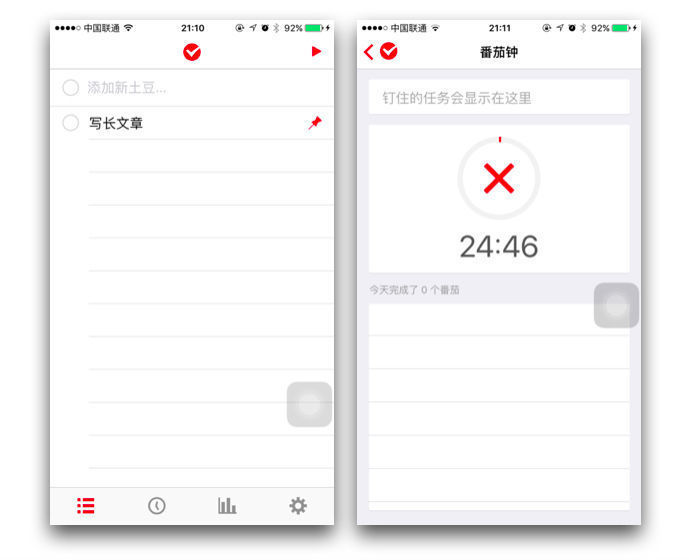 中国联通 21:10 92%
添加新土豆...
写长文章
中国联通 21:11 92%
番茄钟
钉住的任务会显示在这里
24:46
今天完成了 0 个番茄